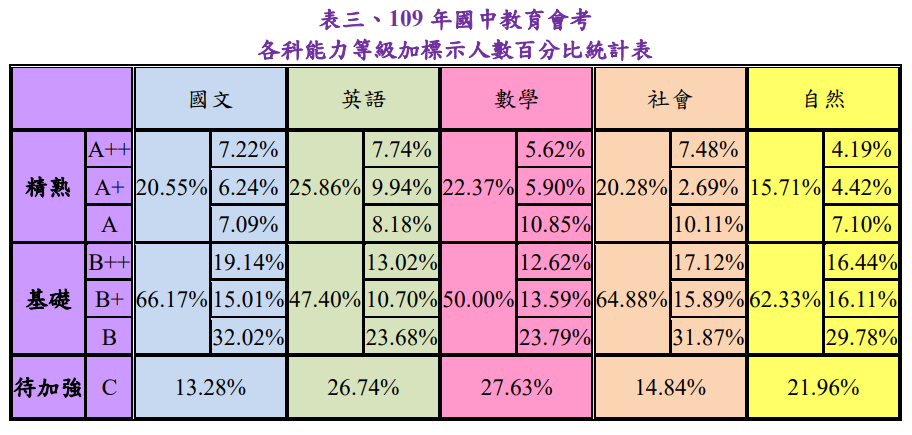 表三、109 年國中教育會考
各科能力等級加標示人數百分比統計表
國文 英語 數學 社會 自然
精熟 A++ 20.55% 7.22% 25.86% 7.74% 22.37% 5.62% 20.28% 7.48% 15.71% 4.19%
A+ 6.24% 9.94% 5.90% 2.69% 4.42%
A 7.09% 8.18% 10.85% 10.11% 7.10%
基礎 B++ 66.17% 19.14% 47.40% 13.02% 50.00% 12.62% 64.88% 17.12% 62.33% 16.44%
B+ 15.01% 10.70% 13.59% 15.89% 16.11%
B 32.02% 23.68% 23.79% 31.87% 29.78%
待加強 C 13.28% 26.74% 27.63% 14.84% 21.96%